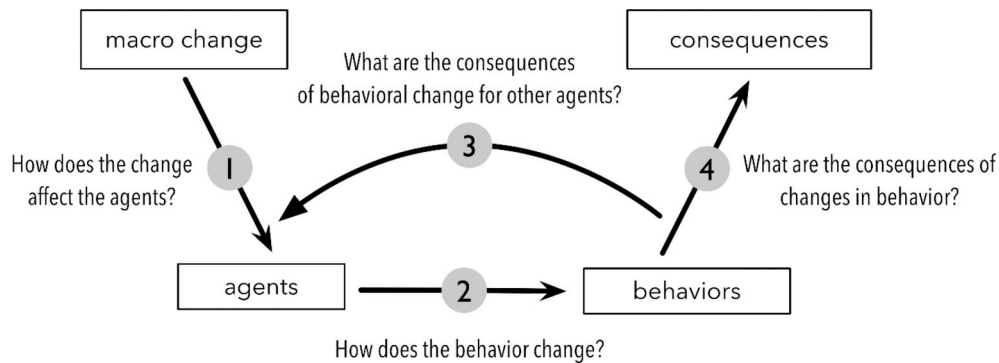 macro change
consequences
What are the consequences
of behavioral change for other agents?
3
How does the change
affect the agents?
1
4
What are the consequences of
changes in behavior?
agents
2
behaviors
How does the behavior change?